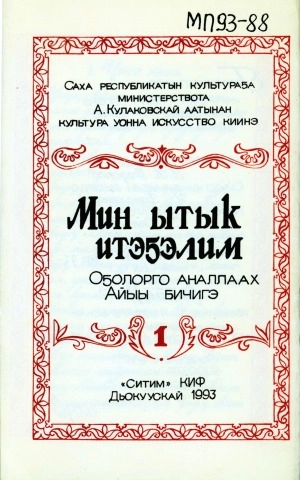 МП93-88
САХА РЕСПУБЛИКАТЫН КУЛЬТУРАҔА
МИНИСТЕРСТВОТА
А.КУЛАКОВСКАЙ ААТЫНАН
КУЛЬТУРА УОННА ИСКУССТВО КИИНЭ
МИН ЫТЫК
ИТЭҔЭЛИМ
ОҔОЛОРГО АНАЛЛААХ
АЙЫЫ БИЧИГЭ
1
«СИТИМ» КИФ
ДЬОКУУСКАЙ 1993